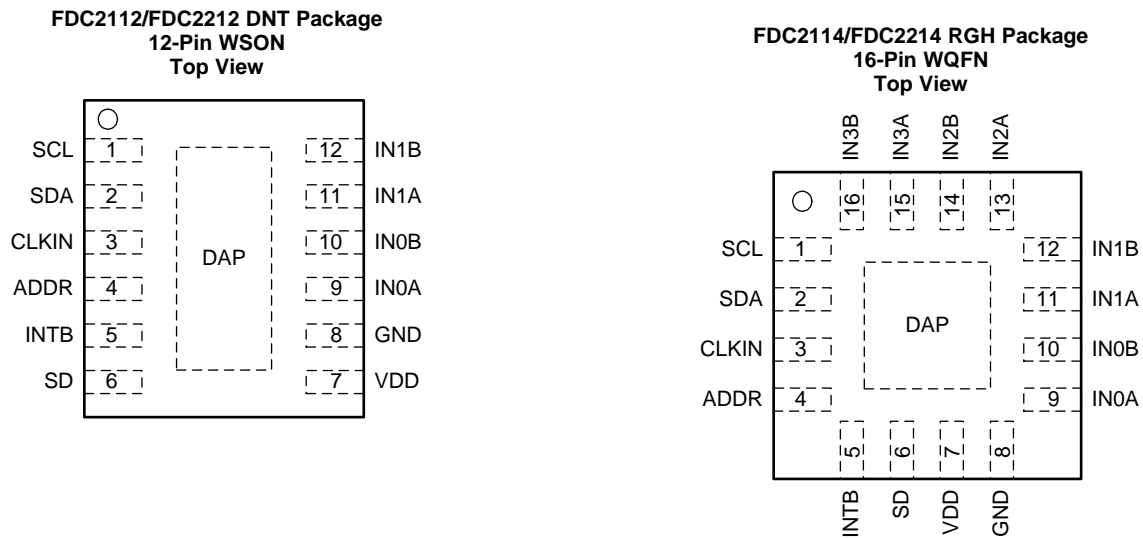 FDC2112/FDC2212 DNT Package
12-Pin WSON
Top View
SCL 1 12 IN1B
SDA 2 11 IN1A
CLKIN 3 10 IN0B
ADDR 4 9 IN0A
INTB 5 8 GND
SD 6 7 VDD
DAP
FDC2114/FDC2214 RGH Package
16-Pin WQFN
Top View
IN3B IN3A IN2B IN2A
16 15 14 13
SCL 1 12 IN1B
SDA 2 11 IN1A
DAP
CLKIN 3 10 IN0B
ADDR 4 9 IN0A
5 6 7 8
INTB SD VDD GND